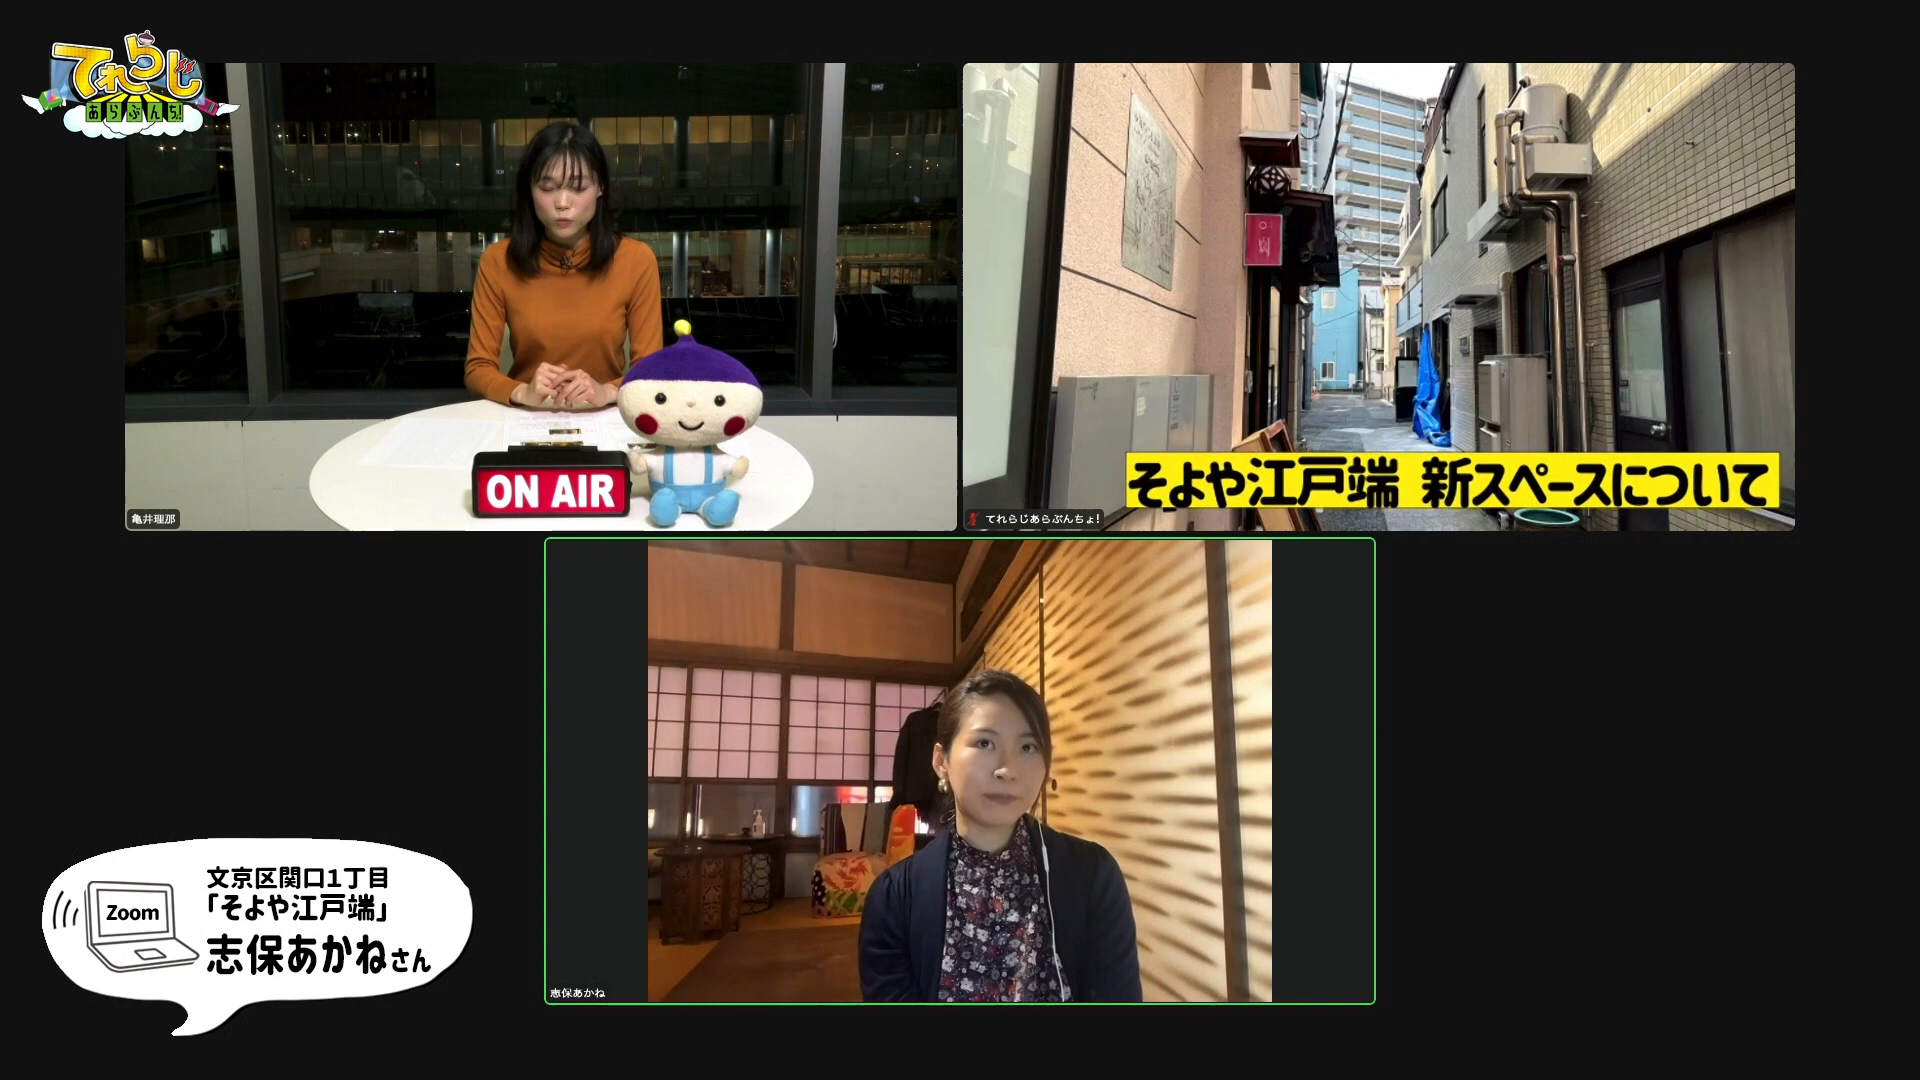 てれらじ
あらぶんちょ!
ON AIR
亀井理那
そよや江戸端 新スペースについて
てれらじあらぶんちょ!
Zoom
文京区関口1丁目
「そよや江戸端」
志保あかねさん
志保あかね